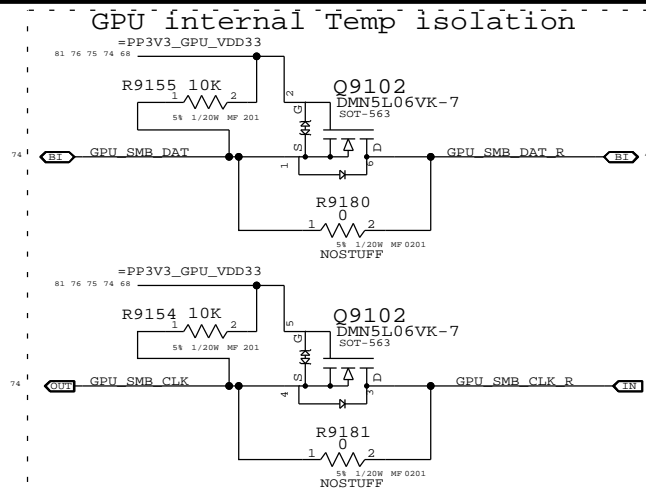 GPU internal Temp isolation
=PP3V3_GPU_VDD33
81 76 75 74 68
R9155 10K
1 2
5% 1/20W MF 201
2
Q9102
DMN5L06VK-7
SOT-563
G
S
D
1
6
74 BI GPU_SMB_DAT
GPU_SMB_DAT_R BI
R9180
0
1 2
5% 1/20W MF 0201
NOSTUFF
=PP3V3_GPU_VDD33
81 76 75 74 68
R9154 10K
1 2
5% 1/20W MF 201
5
Q9102
DMN5L06VK-7
SOT-563
G
S
D
4
3
74 OUT GPU_SMB_CLK
GPU_SMB_CLK_R IN
R9181
0
1 2
5% 1/20W MF 0201
NOSTUFF